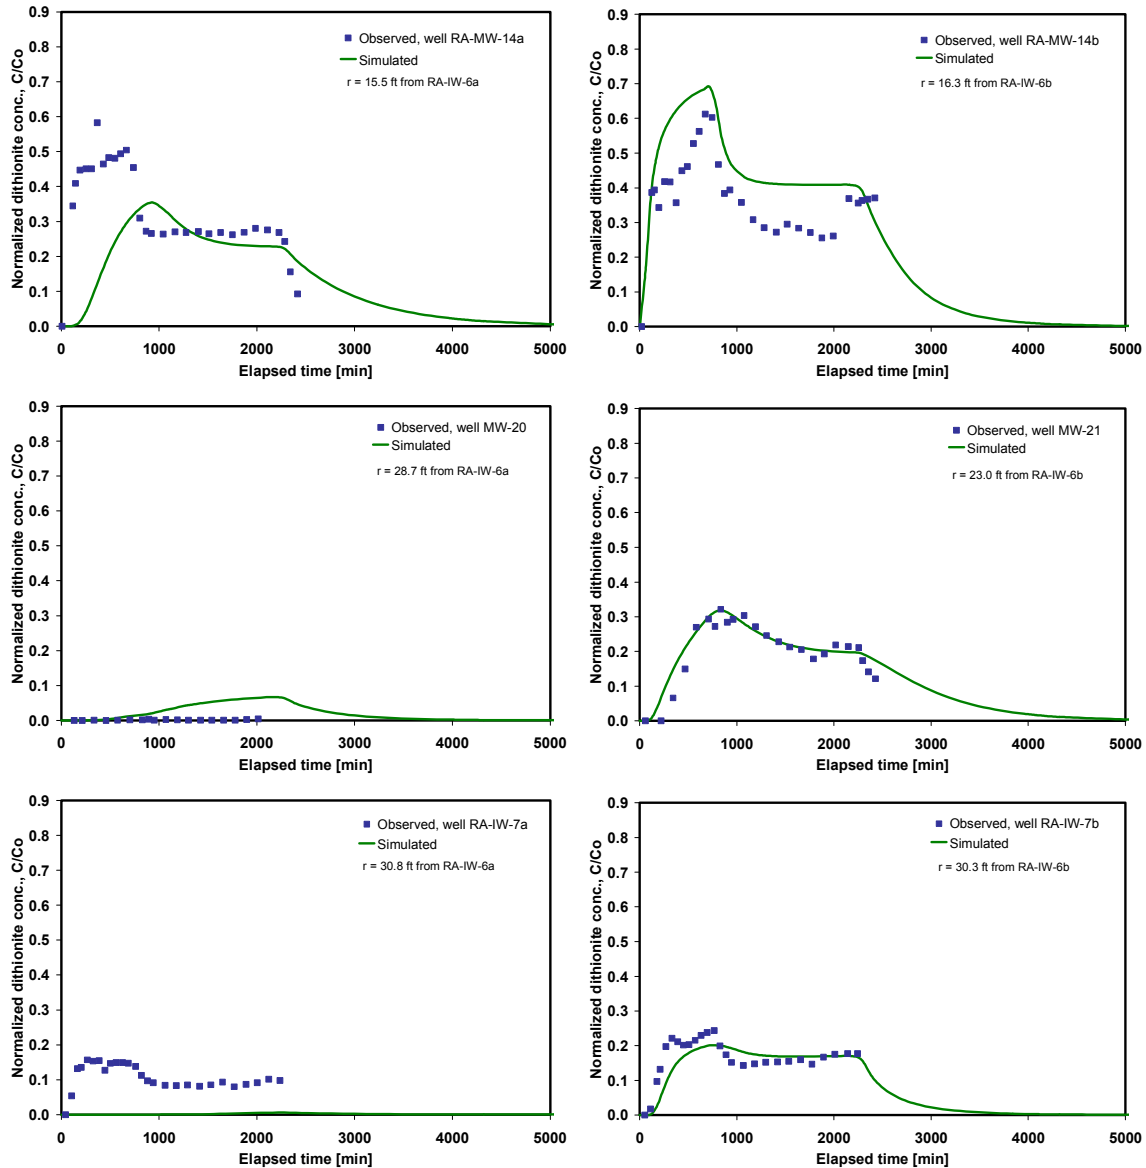 Normalized dithionite conc., C/Co
0.9
0.8
0.7
0.6
0.5
0.4
0.3
0.2
0.1
0.0
Observed, well RA-MW-14a
Simulated
r = 15.5 ft from RA-IW-6a
0 1000 2000 3000 4000 5000
Elapsed time [min]
Normalized dithionite conc., C/Co
0.9
0.8
0.7
0.6
0.5
0.4
0.3
0.2
0.1
0.0
Observed, well RA-MW-14b
Simulated
r = 16.3 ft from RA-IW-6b
0 1000 2000 3000 4000 5000
Elapsed time [min]
Normalized dithionite conc., C/Co
0.9
0.8
0.7
0.6
0.5
0.4
0.3
0.2
0.1
0.0
Observed, well MW-20
Simulated
r = 28.7 ft from RA-IW-6a
0 1000 2000 3000 4000 5000
Elapsed time [min]
Normalized dithionite conc., C/Co
0.9
0.8
0.7
0.6
0.5
0.4
0.3
0.2
0.1
0.0
Observed, well MW-21
Simulated
r = 23.0 ft from RA-IW-6b
0 1000 2000 3000 4000 5000
Elapsed time [min]
Normalized dithionite conc., C/Co
0.9
0.8
0.7
0.6
0.5
0.4
0.3
0.2
0.1
0.0
Observed, well RA-IW-7a
Simulated
r = 30.8 ft from RA-IW-6a
0 1000 2000 3000 4000 5000
Elapsed time [min]
Normalized dithionite conc., C/Co
0.9
0.8
0.7
0.6
0.5
0.4
0.3
0.2
0.1
0.0
Observed, well RA-IW-7b
Simulated
r = 30.3 ft from RA-IW-6b
0 1000 2000 3000 4000 5000
Elapsed time [min]